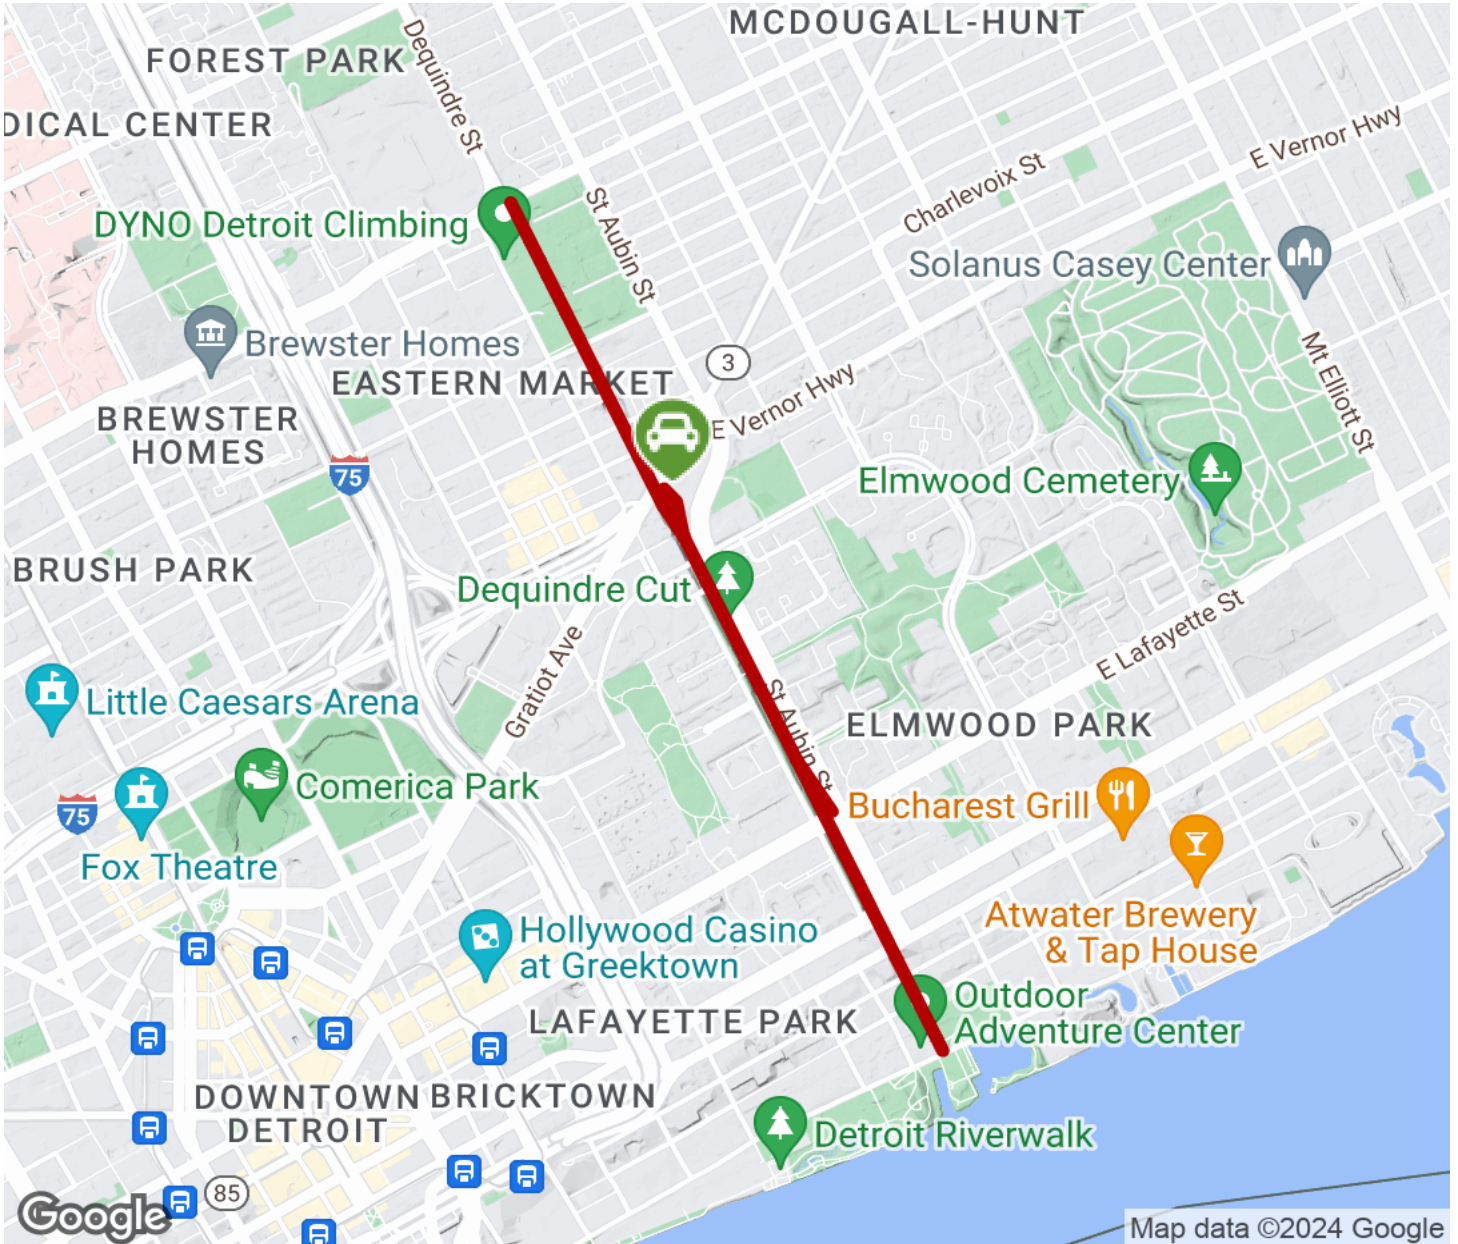 MCDOUGALL-HUNT
FOREST PARK
Dequindre St
DICAL CENTER
E Vernor Hwy
Charlevoix St
DYNO Detroit Climbing
St Aubin St
Solanus Casey Center
Brewster Homes
3
EASTERN MARKET
Mt Elliott St
E Vernor Hwy
BREWSTER
HOMES
75
Elmwood Cemetery
BRUSH PARK
Dequindre Cut
E Lafayette St
Gratiot Ave
Little Caesars Arena
St Aubin St
ELMWOOD PARK
Comerica Park
75
Bucharest Grill
Fox Theatre
Atwater Brewery
& Tap House
Hollywood Casino
at Greektown
Outdoor
Adventure Center
LAFAYETTE PARK
DOWNTOWN
DETROIT
BRICKTOWN
Detroit Riverwalk
85
Google
Map data ©2024 Google